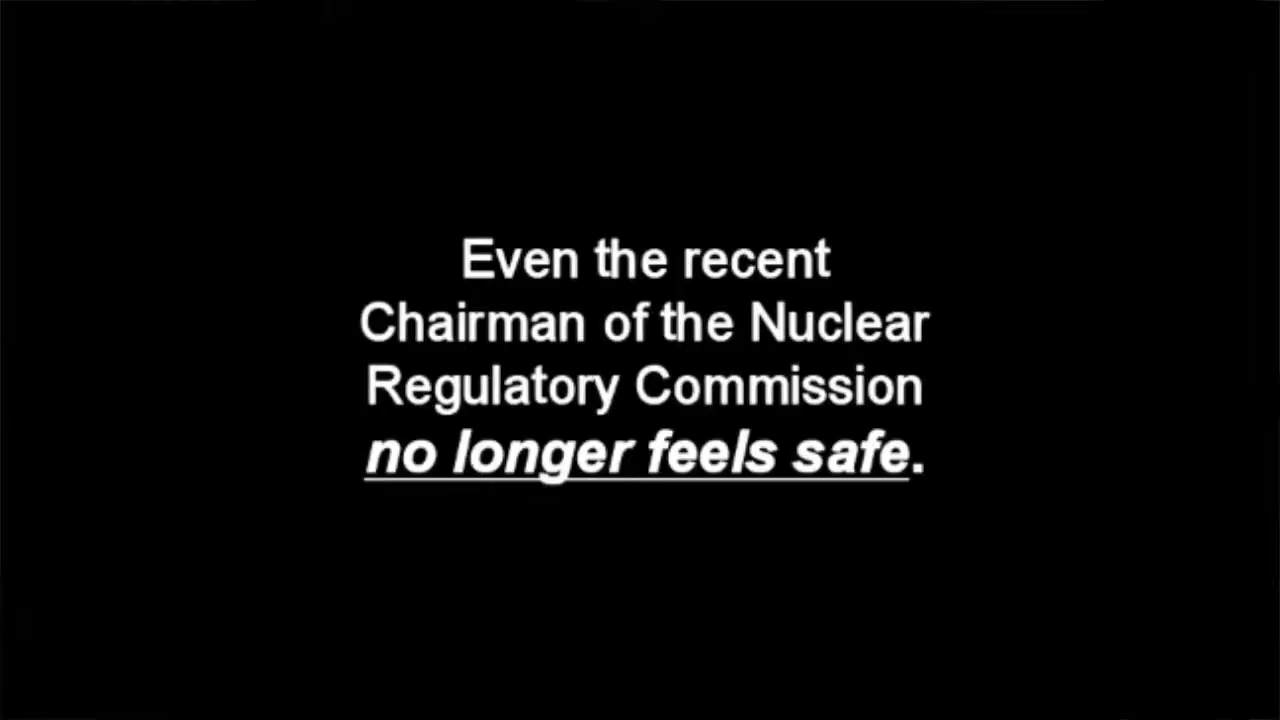 Even the recent
Chairman of the Nuclear
Regulatory Commission
no longer feels safe.